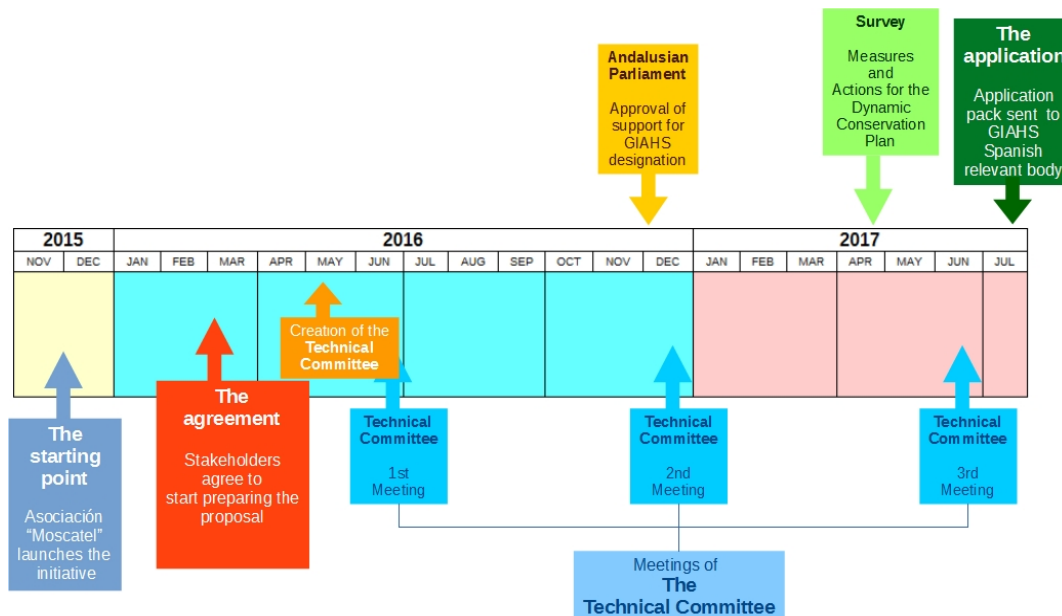 Andalusian
Parliament
Approval of
support for
GIAHS
designation
Survey
Measures
and
Actions for the
Dynamic
Conservation
Plan
The
application
Application
pack sent to
GIAHS
Spanish
relevant body
2015 2016 2017
NOV DEC JAN FEB MAR APR MAY JUN JUL AUG SEP OCT NOV DEC JAN FEB MAR APR MAY JUN JUL
Creation of the
Technical
Committee
The
starting
point
Asociación
“Moscatel”
launches the
initiative
The
agreement
Stakeholders
agree to
start preparing the
proposal
Technical
Committee
1st
Meeting
Technical
Committee
2nd
Meeting
Technical
Committee
3rd
Meeting
Meetings of
The
Technical Committee